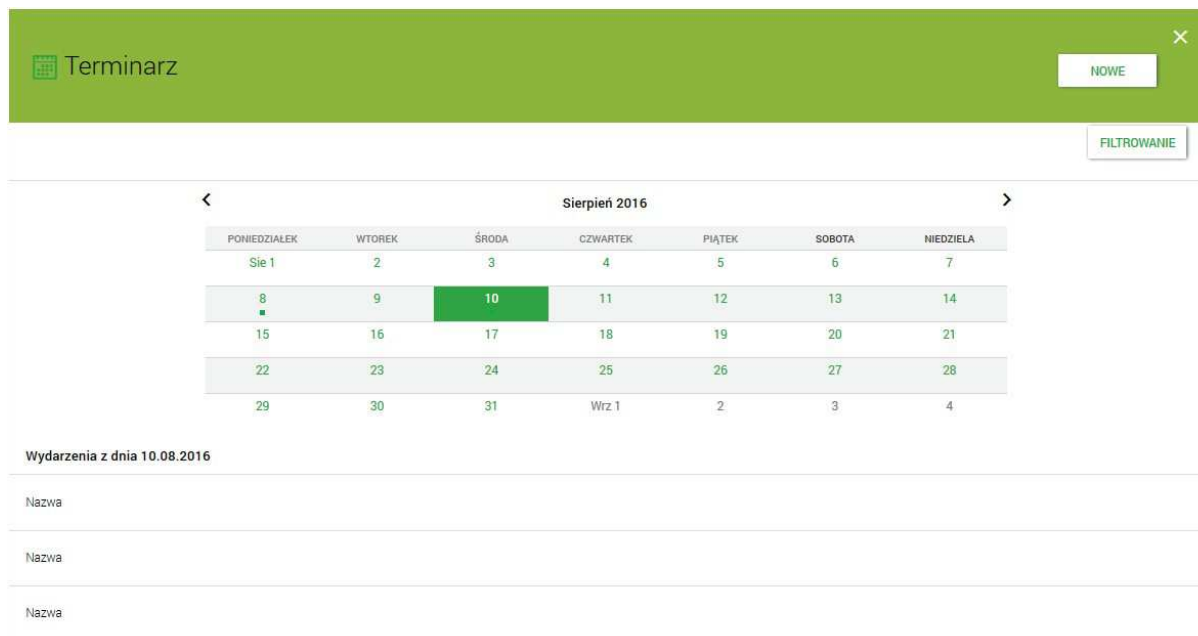 Terminarz
NOWE
FILTROWANIE
Sierpień 2016
PONIEDZIAŁEK WTOREK ŚRODA CZWARTEK PIĄTEK SOBOTA NIEDZIELA
Sie 1 2 3 4 5 6 7
8 9 10 11 12 13 14
15 16 17 18 19 20 21
22 23 24 25 26 27 28
29 30 31 Wrz 1 2 3 4
Wydarzenia z dnia 10.08.2016
Nazwa
Nazwa
Nazwa